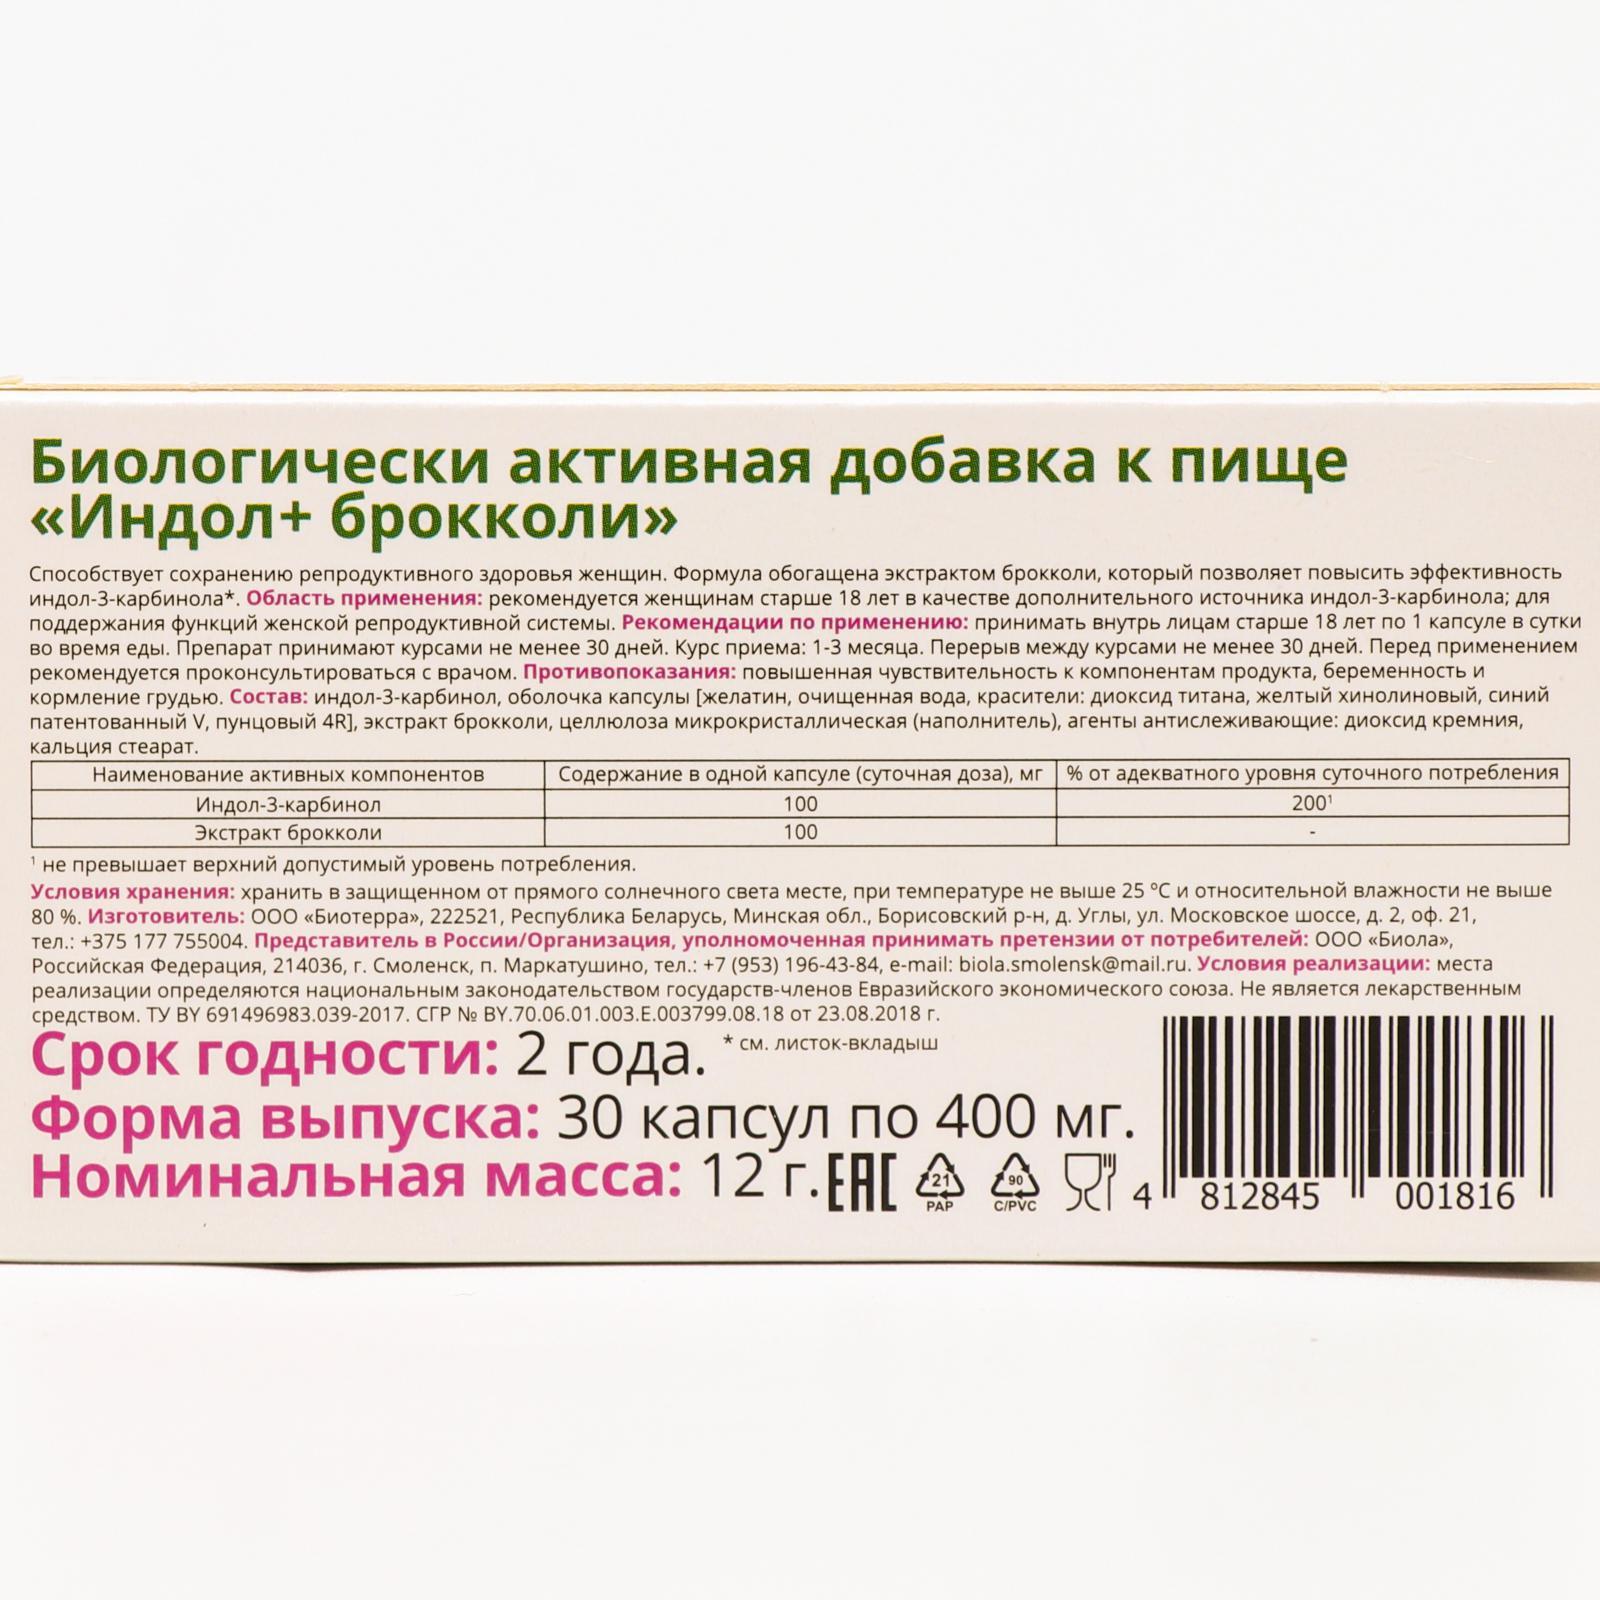 Биологически активная добавка к пище
«Индол+ брокколи»
Способствует сохранению репродуктивного здоровья женщин. Формула обогащена экстрактом брокколи, который позволяет повысить эффективность
индол-3-карбинола*. Область применения: рекомендуется женщинам старше 18 лет в качестве дополнительного источника индол-3-карбинола; для
поддержания функций женской репродуктивной системы. Рекомендации по применению: принимать внутрь лицам старше 18 лет по 1 капсуле в сутки
во время еды. Препарат принимают курсами не менее 30 дней. Курс приема: 1-3 месяца. Перерыв между курсами не менее 30 дней. Перед применением
рекомендуется проконсультироваться с врачом. Противопоказания: повышенная чувствительность к компонентам продукта, беременность и
кормление грудью. Состав: индол-3-карбинол, оболочка капсулы [желатин, очищенная вода, красители: диоксид титана, желтый хинолиновый, синий
патентованный V, пунцовый 4R], экстракт брокколи, целлюлоза микрокристаллическая (наполнитель), агенты антислеживающие: диоксид кремния,
кальция стеарат.
Наименование активных компонентов Содержание в одной капсуле (суточная доза), мг % от адекватного уровня суточного потребления
Индол-3-карбинол 100 200¹
Экстракт брокколи 100 -
¹ не превышает верхний допустимый уровень потребления.
Условия хранения: хранить в защищенном от прямого солнечного света месте, при температуре не выше 25 °С и относительной влажности не выше
80 %. Изготовитель: ООО «Биотерра», 222521, Республика Беларусь, Минская обл., Борисовский р-н, д. Углы, ул. Московское шоссе, д. 2, оф. 21,
тел.: +375 177 755004. Представитель в России/Организация, уполномоченная принимать претензии от потребителей: ООО «Биола»,
Российская Федерация, 214036, г. Смоленск, п. Маркатушино, тел.: +7 (953) 196-43-84, e-mail: biola.smolensk@mail.ru. Условия реализации: места
реализации определяются национальным законодательством государств-членов Евразийского экономического союза. Не является лекарственным
средством. ТУ BY 691496983.039-2017. СГР № BY.70.06.01.003.Е.003799.08.18 от 23.08.2018 г.
Срок годности: 2 года. * см. листок-вкладыш
Форма выпуска: 30 капсул по 400 мг.
Номинальная масса: 12 г. EAC 21 PAP 90 C/PVC
4 812845 001816